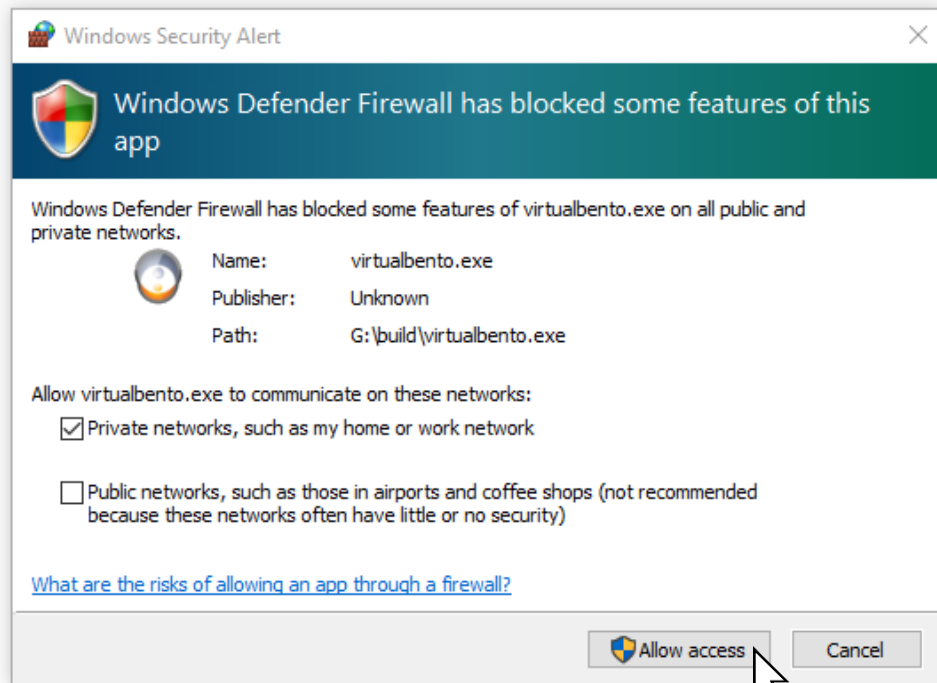 Windows Security Alert
Windows Defender Firewall has blocked some features of this
app
Windows Defender Firewall has blocked some features of virtualbento.exe on all public and
private networks.
Name: virtualbento.exe
Publisher: Unknown
Path: G:\build\virtualbento.exe
Allow virtualbento.exe to communicate on these networks:
Private networks, such as my home or work network
Public networks, such as those in airports and coffee shops (not recommended
because these networks often have little or no security)
What are the risks of allowing an app through a firewall?
Allow access Cancel